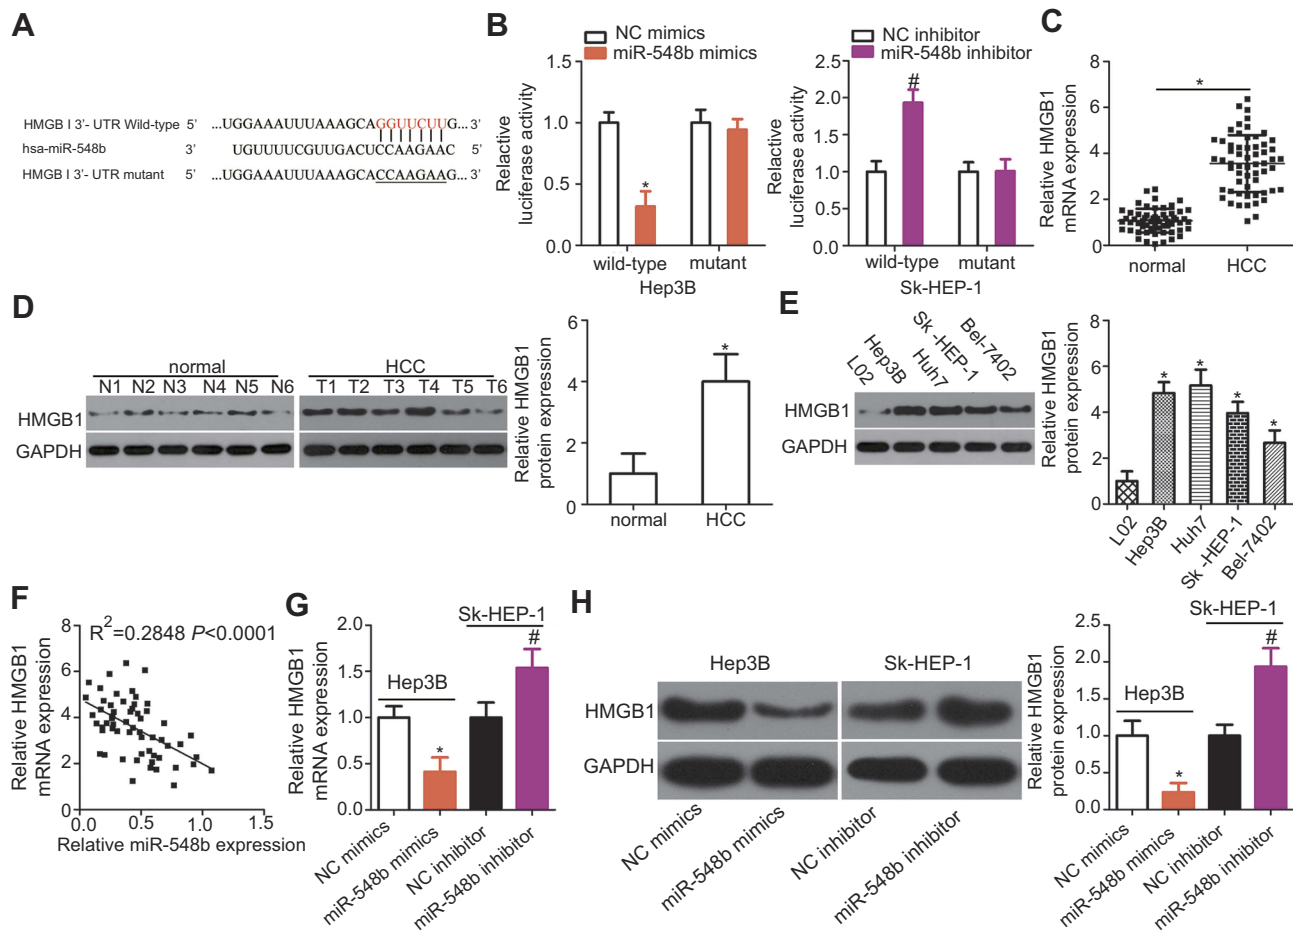 A
HMGB I 3'- UTR Wild-type 5' ...UGGAAAUUUAAAGCAGGUUCUUG... 3'
hsa-miR-548b 3' UGUUUUCGUUGACUCCAAGAAC 5'
HMGB I 3'- UTR mutant 5' ...UGGAAAUUUAAAGCACCAAGAAG... 3'
B
NC mimics
miR-548b mimics
Relactive
luciferase activity
1.5
1.0
0.5
0.0
wild-type mutant
Hep3B
NC inhibitor
miR-548b inhibitor
Relactive
luciferase activity
2.5
2.0
1.5
1.0
0.5
0.0
*
#
wild-type mutant
Sk-HEP-1
C
Relative HMGB1
mRNA expression
8
6
4
2
0
*
normal HCC
D
normal HCC
N1 N2 N3 N4 N5 N6 T1 T2 T3 T4 T5 T6
HMGB1
GAPDH
Relative HMGB1
protein expression
6
4
2
0
*
normal HCC
E
L02 Hep3B Huh7 Sk -HEP-1 Bel-7402
HMGB1
GAPDH
Relative HMGB1
protein expression
8
6
4
2
0
* * * *
L02 Hep3B Huh7 Sk -HEP-1 Bel-7402
F
R2=0.2848 P<0.0001
Relative HMGB1
mRNA expression
8
6
4
2
0
0.0 0.5 1.0 1.5
Relative miR-548b expression
G
Relative HMGB1
mRNA expression
2.0
1.5
1.0
0.5
0.0
Hep3B
Sk-HEP-1
*
#
NC mimics miR-548b mimics NC inhibitor miR-548b inhibitor
H
Hep3B Sk-HEP-1
HMGB1
GAPDH
NC mimics miR-548b mimics NC inhibitor miR-548b inhibitor
Relative HMGB1
protein expression
2.5
2.0
1.5
1.0
0.5
0.0
Hep3B
Sk-HEP-1
*
#
NC mimics miR-548b mimics NC inhibitor miR-548b inhibitor